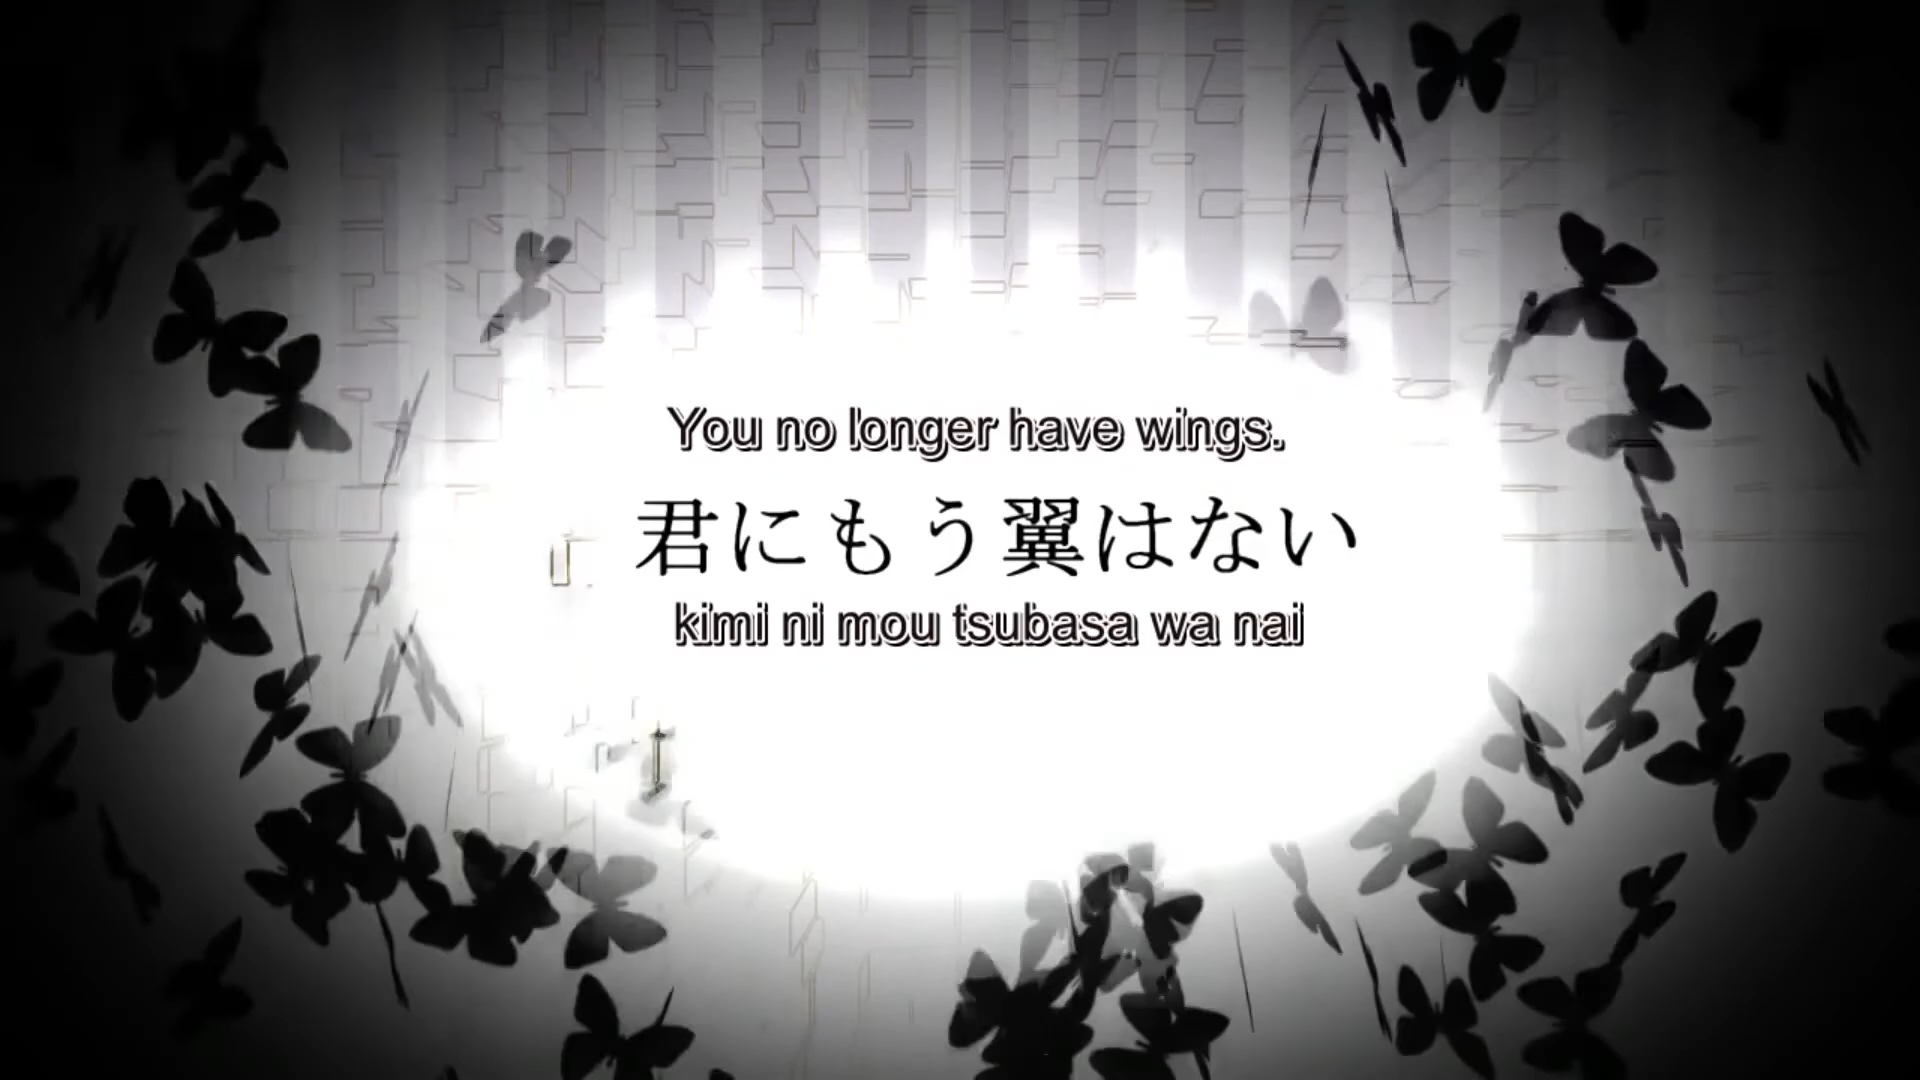 You no longer have wings.
君にもう翼はない
kimi ni mou tsubasa wa nai